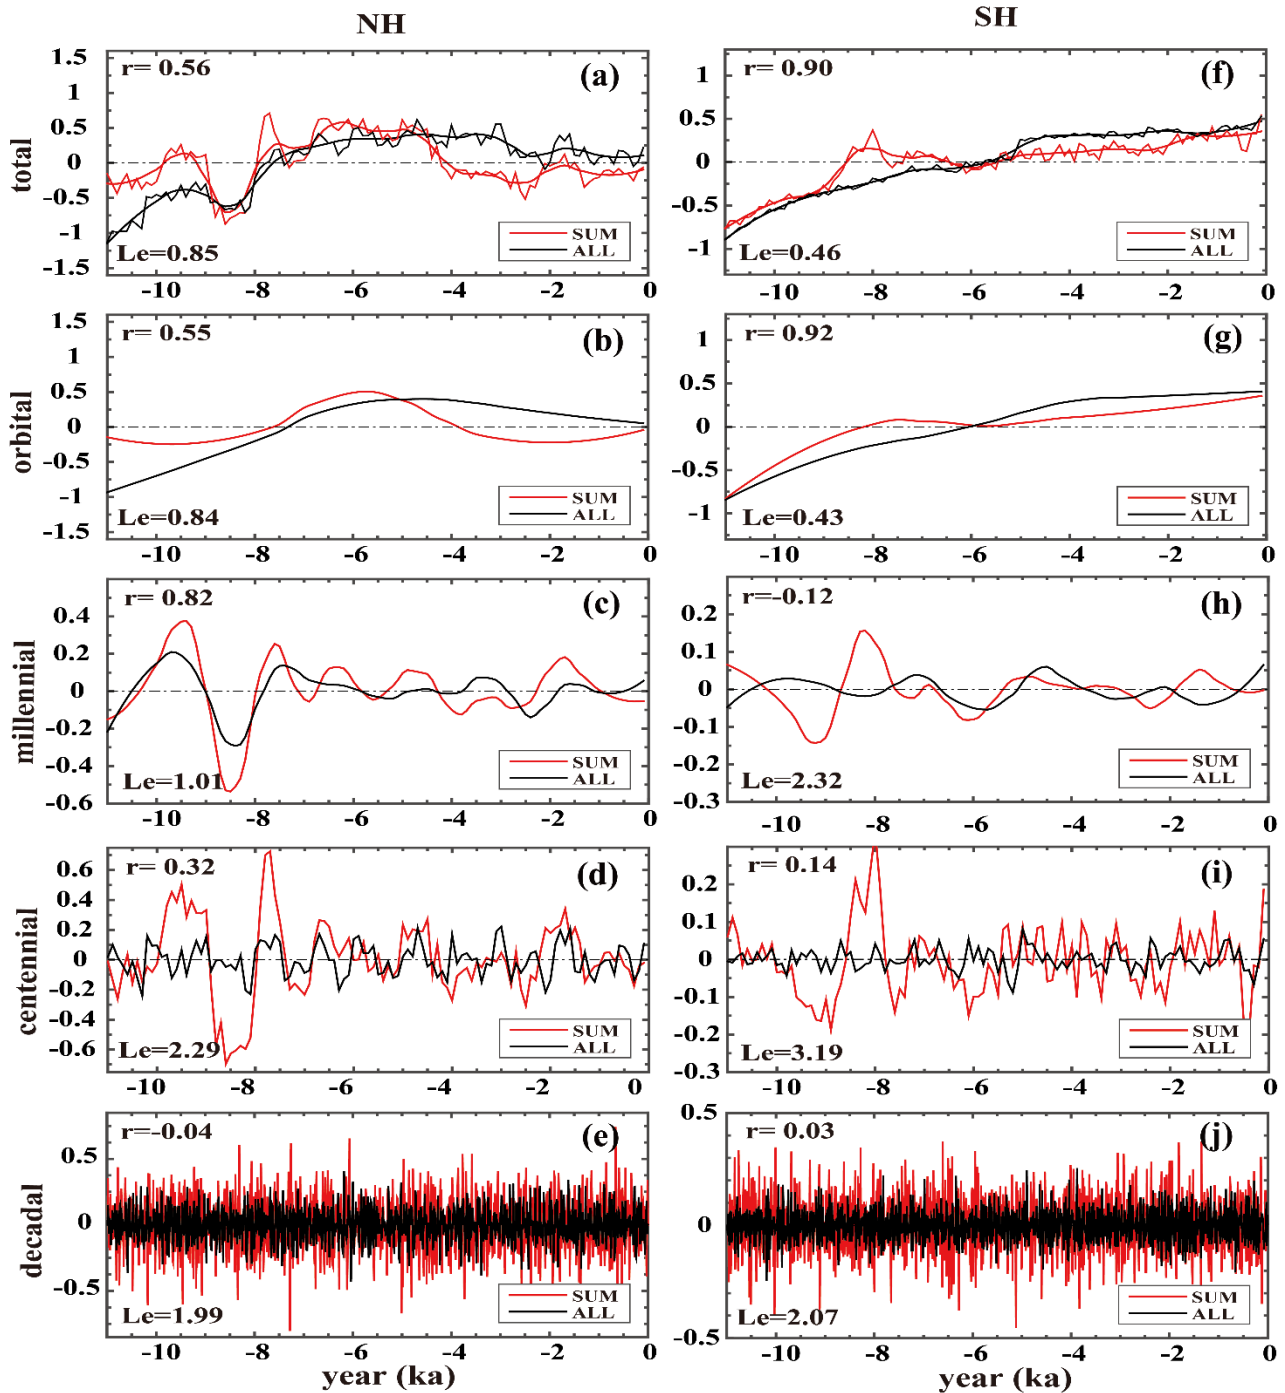 NH
SH
total
r= 0.56
(a)
1.5
1
0.5
0
-0.5
-1
-1.5
Le=0.85
SUM
ALL
-10
-8
-6
-4
-2
0
r= 0.90
(f)
1
0.5
0
-0.5
-1
Le=0.46
SUM
ALL
-10
-8
-6
-4
-2
0
orbital
r= 0.55
(b)
1.5
1
0.5
0
-0.5
-1
-1.5
Le=0.84
SUM
ALL
-10
-8
-6
-4
-2
0
r= 0.92
(g)
1
0.5
0
-0.5
-1
Le=0.43
SUM
ALL
-10
-8
-6
-4
-2
0
millennial
r= 0.82
(c)
0.4
0.2
0
-0.2
-0.4
-0.6
Le=1.01
SUM
ALL
-10
-8
-6
-4
-2
0
r=-0.12
(h)
0.2
0.1
0
-0.1
-0.2
-0.3
Le=2.32
SUM
ALL
-10
-8
-6
-4
-2
0
centennial
r= 0.32
(d)
0.6
0.4
0.2
0
-0.2
-0.4
-0.6
Le=2.29
SUM
ALL
-10
-8
-6
-4
-2
0
r= 0.14
(i)
0.2
0.1
0
-0.1
-0.2
-0.3
Le=3.19
SUM
ALL
-10
-8
-6
-4
-2
0
decadal
r=-0.04
(e)
0.5
0
-0.5
Le=1.99
SUM
ALL
-10
-8
-6
-4
-2
0
year (ka)
r= 0.03
(j)
0.5
0
-0.5
Le=2.07
SUM
ALL
-10
-8
-6
-4
-2
0
year (ka)